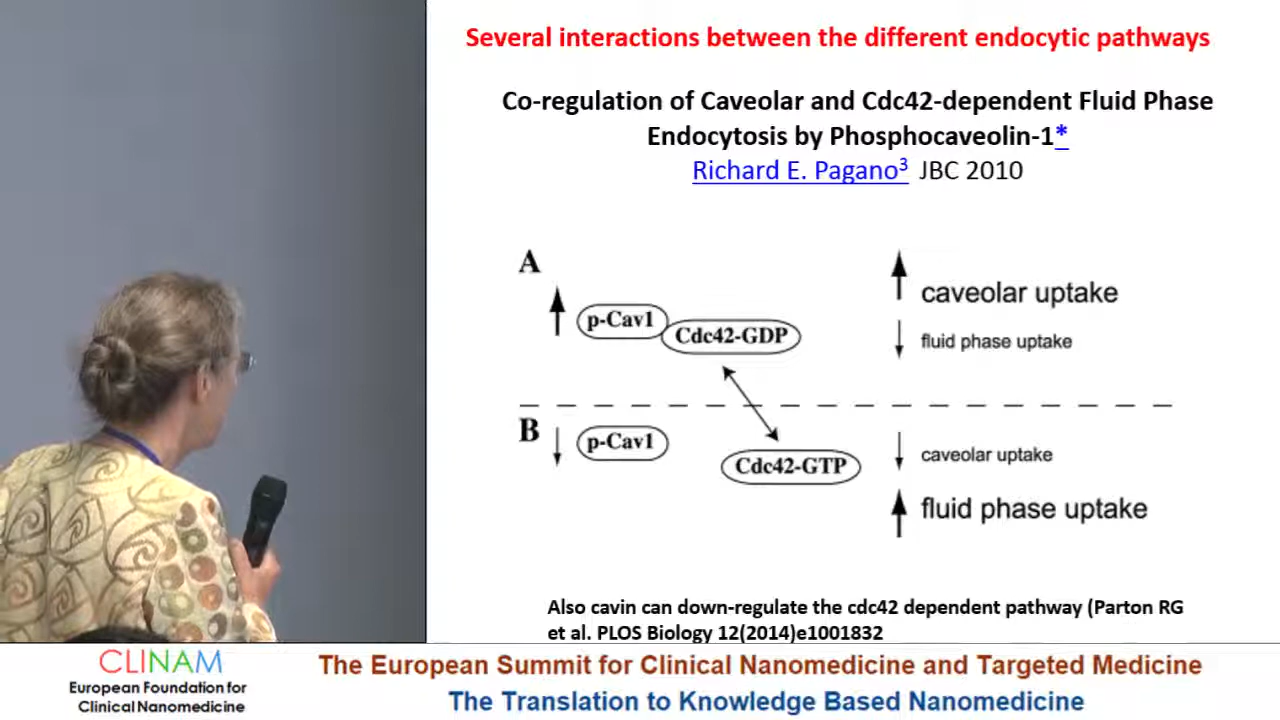 Several interactions between the different endocytic pathways
Co-regulation of Caveolar and Cdc42-dependent Fluid Phase
Endocytosis by Phosphocaveolin-1*
Richard E. Pagano3 JBC 2010
A
p-Cav1
Cdc42-GDP
caveolar uptake
fluid phase uptake
B
p-Cav1
Cdc42-GTP
caveolar uptake
fluid phase uptake
Also cavin can down-regulate the cdc42 dependent pathway (Parton RG
et al. PLOS Biology 12(2014)e1001832
CLINAM
European Foundation for
Clinical Nanomedicine
The European Summit for Clinical Nanomedicine and Targeted Medicine
The Translation to Knowledge Based Nanomedicine